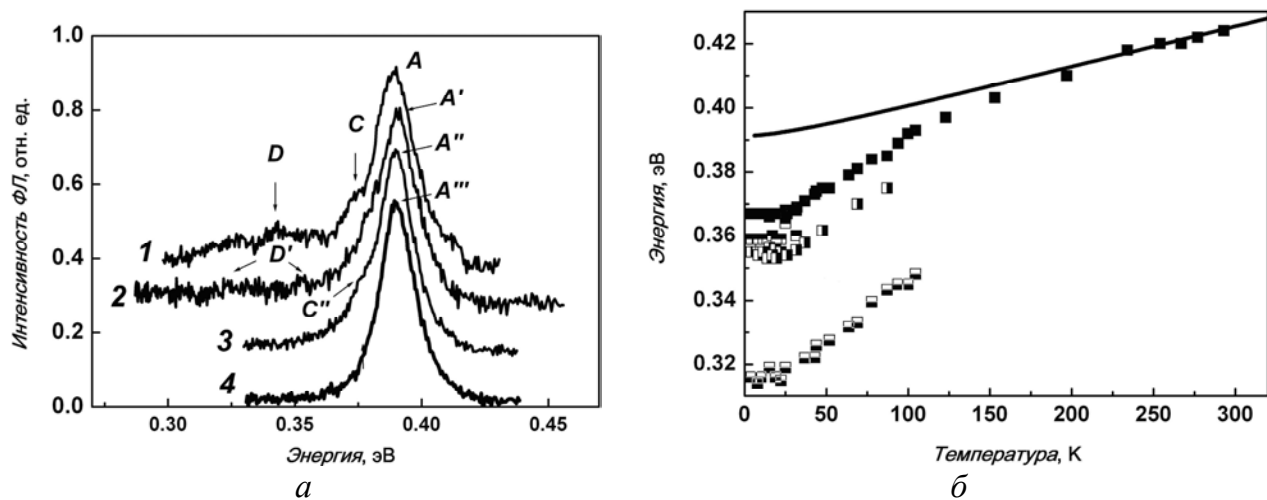 1.0
0.8
0.6
0.4
0.2
0.0
Интенсивность ФЛ, отн. ед.
A
A'
A"
A'''
C
D
D'
C"
1
2
3
4
0.30 0.35 0.40 0.45
Энергия, эВ
а
0.42
0.40
0.38
0.36
0.34
0.32
Энергия, эВ
0 50 100 150 200 250 300
Температура, К
б